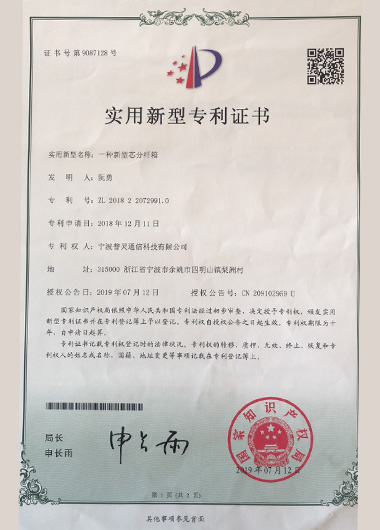 证书号第9087128号
实用新型专利证书
实用新型名称：一种新型芯分纤箱
发明人：阮勇
专利号：ZL 2018 2 2072991.0
专利申请日：2018年12月11日
专利权人：宁波普灵通信科技有限公司
地址：315000 浙江省宁波市余姚市四明山镇梨洲村
授权公告日：2019年07月12日 授权公告号：CN 209102969 U
国家知识产权局依照中华人民共和国专利法经过初步审查，决定授予专利权，颁发实用
新型专利证书并在专利登记簿上予以登记。专利权自授权公告之日起生效。专利权期限为十
年，自申请日起算。
专利证书记载专利权登记时的法律状况。专利权的转移、质押、无效、终止、恢复和专利
权人的姓名或名称、国籍、地址变更等事项记载在专利登记簿上。
局长
申长雨
申长雨
国家知识产权局
2019年07月12日
第1页（共2页）
其他事项参见背面